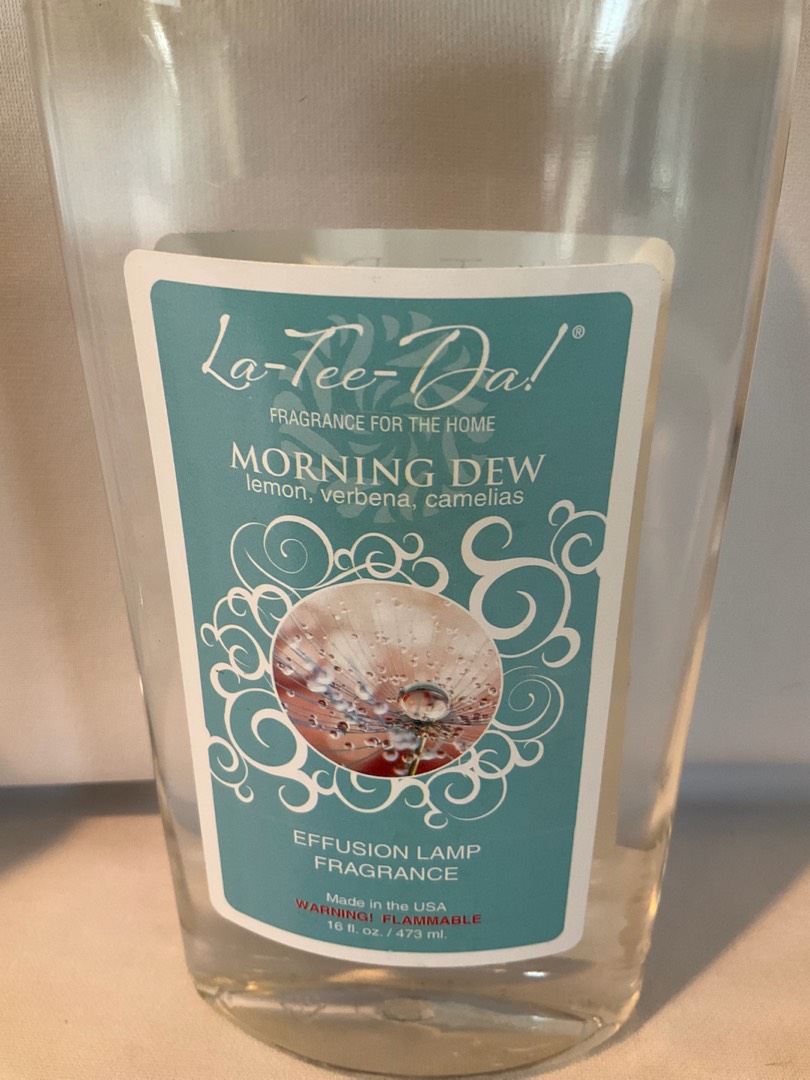 La-Tee-Da!®
FRAGRANCE FOR THE HOME
MORNING DEW
lemon, verbena, camelias
EFFUSION LAMP
FRAGRANCE
Made in the USA
WARNING! FLAMMABLE
16 fl. oz. / 473 ml.